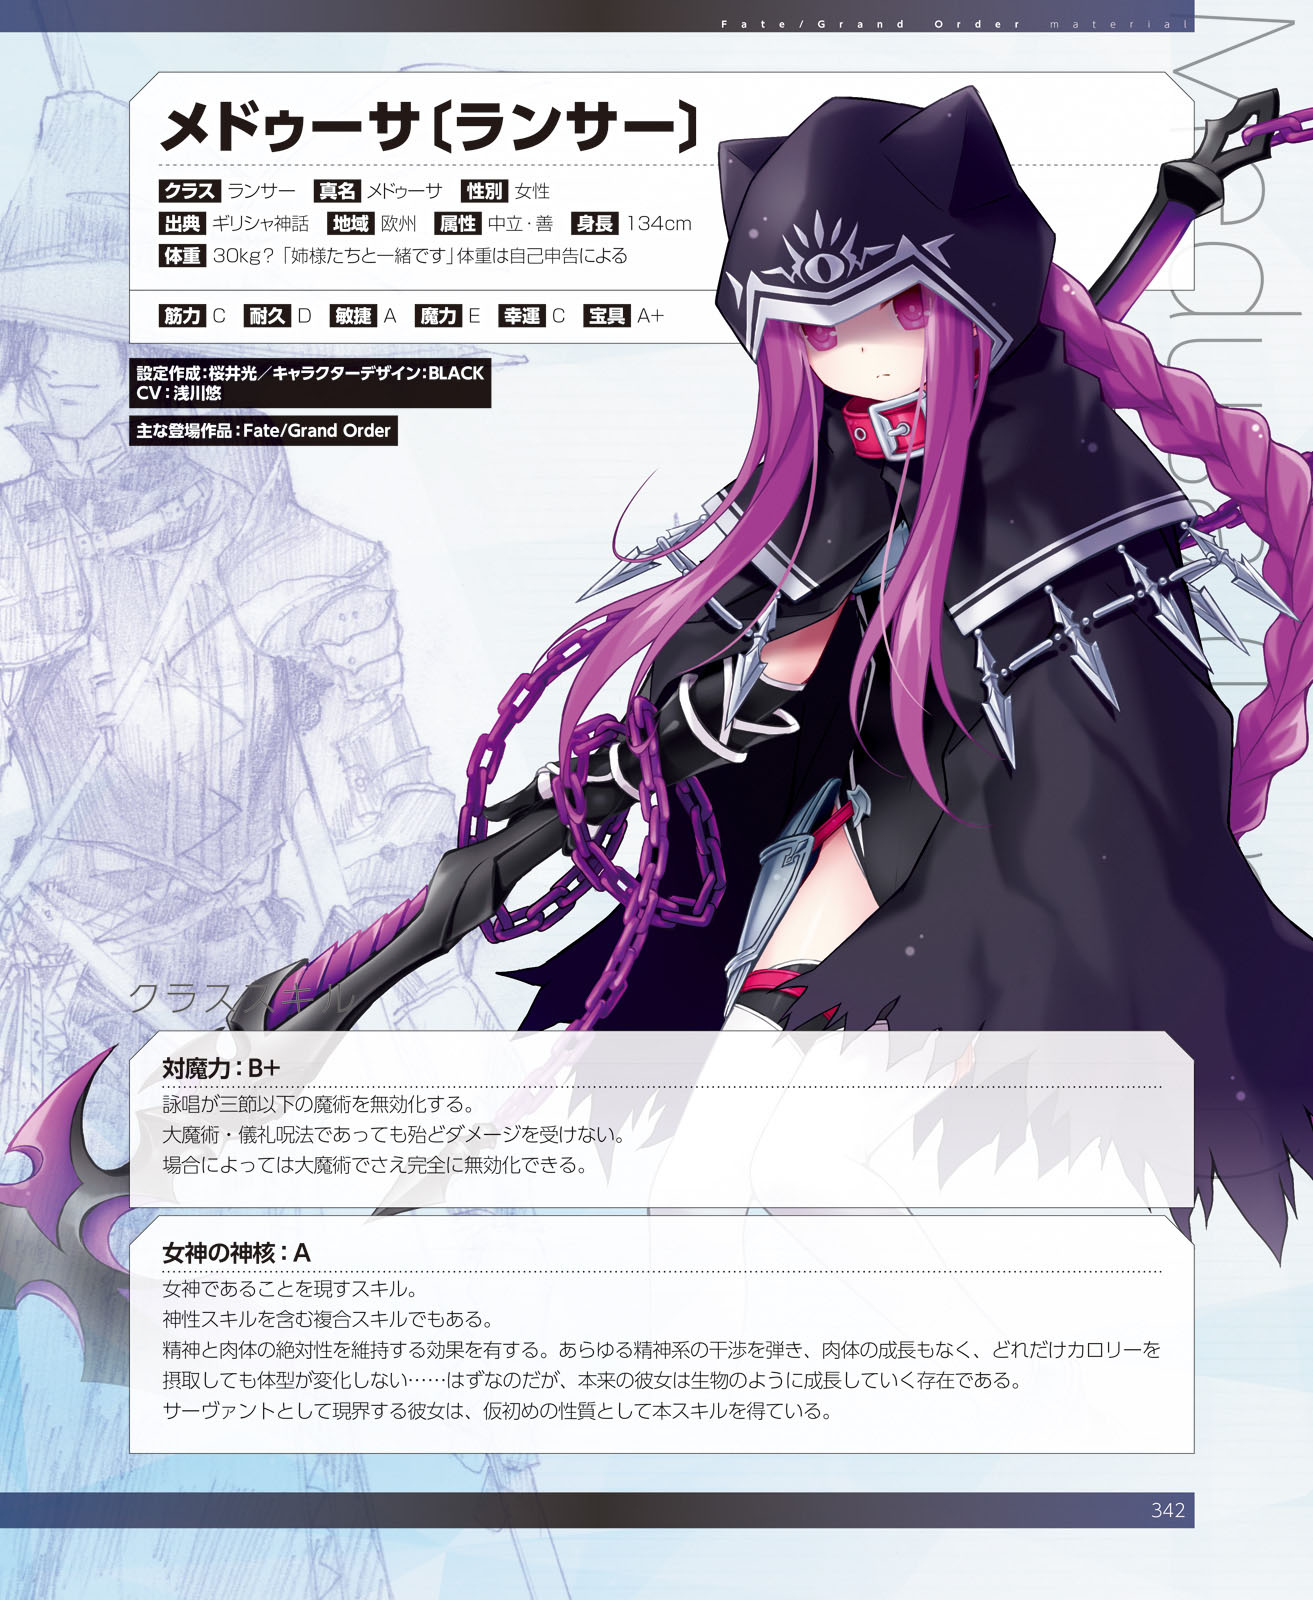 Fate/Grand Order material
Medusa
メドゥーサ〔ランサー〕
クラス ランサー 真名 メドゥーサ 性別 女性
出典 ギリシャ神話 地域 欧州 属性 中立・善 身長 134cm
体重 30kg?「姉様たちと一緒です」体重は自己申告による
筋力 C 耐久 D 敏捷 A 魔力 E 幸運 C 宝具 A+
設定作成:桜井光/キャラクターデザイン:BLACK
CV:浅川悠
主な登場作品:Fate/Grand Order
クラススキル
対魔力:B+
詠唱が三節以下の魔術を無効化する。
大魔術・儀礼呪法であっても殆どダメージを受けない。
場合によっては大魔術でさえ完全に無効化できる。
女神の神核:A
女神であることを現すスキル。
神性スキルを含む複合スキルでもある。
精神と肉体の絶対性を維持する効果を有する。あらゆる精神系の干渉を弾き、肉体の成長もなく、どれだけカロリーを
摂取しても体型が変化しない……はずなのだが、本来の彼女は生物のように成長していく存在である。
サーヴァントとして現界する彼女は、仮初めの性質として本スキルを得ている。
342